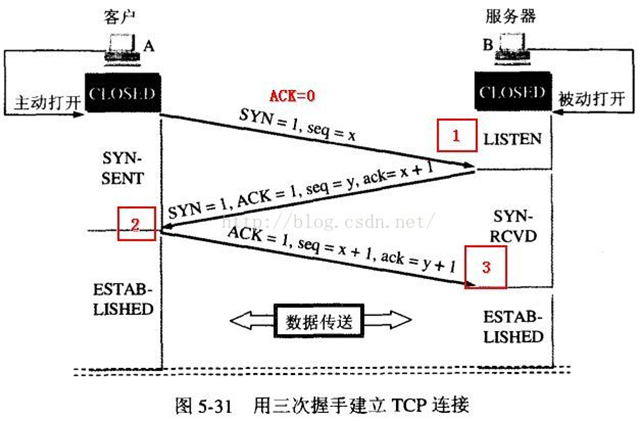 客户
服务器
A
B
CLOSED
CLOSED
主动打开
被动打开
ACK=0
SYN = 1, seq = x
1
LISTEN
SYN-
SENT
SYN = 1, ACK = 1, seq = y, ack= x + 1
http://blog.csdn.net/
2
SYN-
RCVD
ACK = 1, seq = x + 1, ack = y + 1
3
ESTAB-
LISHED
ESTAB-
LISHED
数据传送
图 5-31 用三次握手建立 TCP 连接